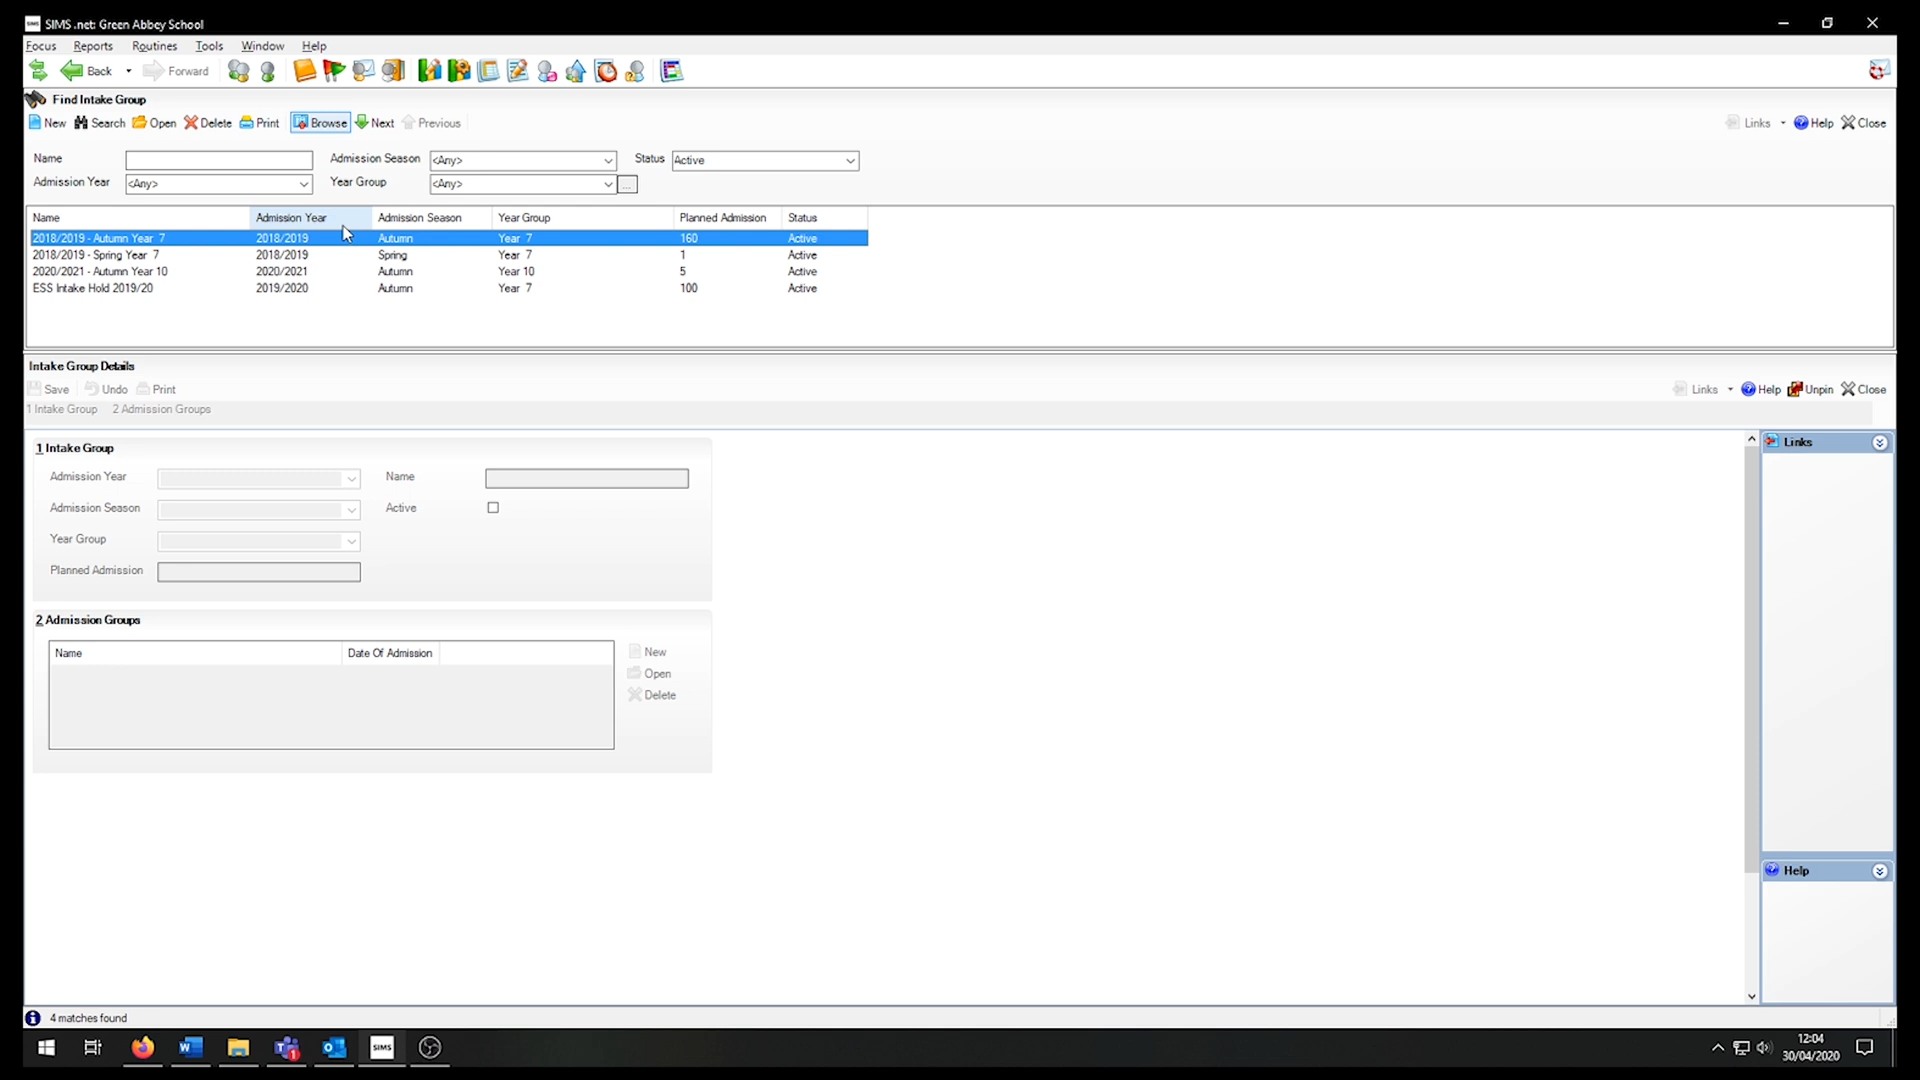 SIMS .net: Green Abbey School
Focus Reports Routines Tools Window Help
Back Forward
Find Intake Group
New Search Open Delete Print Browse Next Previous Links Help Close
Name Admission Season <Any> Status Active
Admission Year <Any> Year Group <Any> ...
Name Admission Year Admission Season Year Group Planned Admission Status
2018/2019 - Autumn Year 7 2018/2019 Autumn Year 7 160 Active
2018/2019 - Spring Year 7 2018/2019 Spring Year 7 1 Active
2020/2021 - Autumn Year 10 2020/2021 Autumn Year 10 5 Active
ESS Intake Hold 2019/20 2019/2020 Autumn Year 7 100 Active
Intake Group Details
Save Undo Print Links Help Unpin Close
1 Intake Group 2 Admission Groups
1 Intake Group
Links
Admission Year Name
Admission Season Active
Year Group
Planned Admission
2 Admission Groups
Name Date Of Admission
New
Open
Delete
Help
4 matches found
SIMS
12:04
30/04/2020